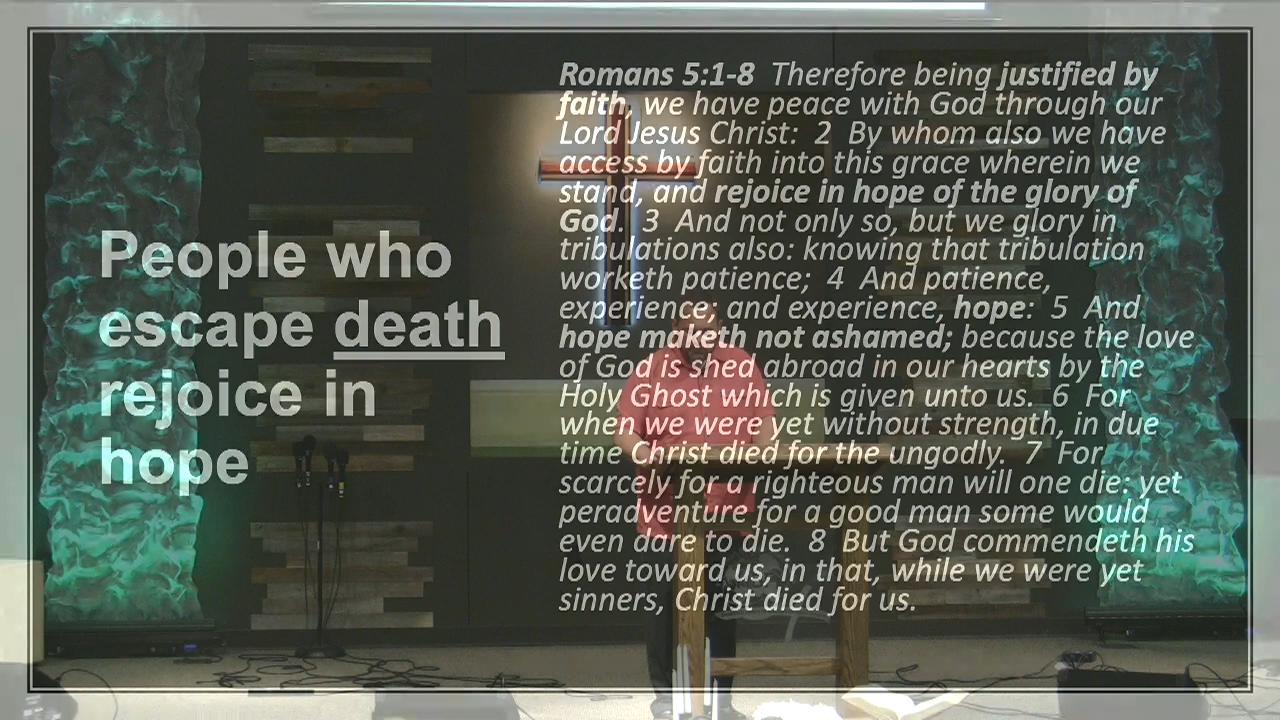 People who
escape death
rejoice in
hope
Romans 5:1-8 Therefore being justified by
faith, we have peace with God through our
Lord Jesus Christ: 2 By whom also we have
access by faith into this grace wherein we
stand, and rejoice in hope of the glory of
God. 3 And not only so, but we glory in
tribulations also: knowing that tribulation
worketh patience; 4 And patience,
experience; and experience, hope: 5 And
hope maketh not ashamed; because the love
of God is shed abroad in our hearts by the
Holy Ghost which is given unto us. 6 For
when we were yet without strength, in due
time Christ died for the ungodly. 7 For
scarcely for a righteous man will one die: yet
peradventure for a good man some would
even dare to die. 8 But God commendeth his
love toward us, in that, while we were yet
sinners, Christ died for us.